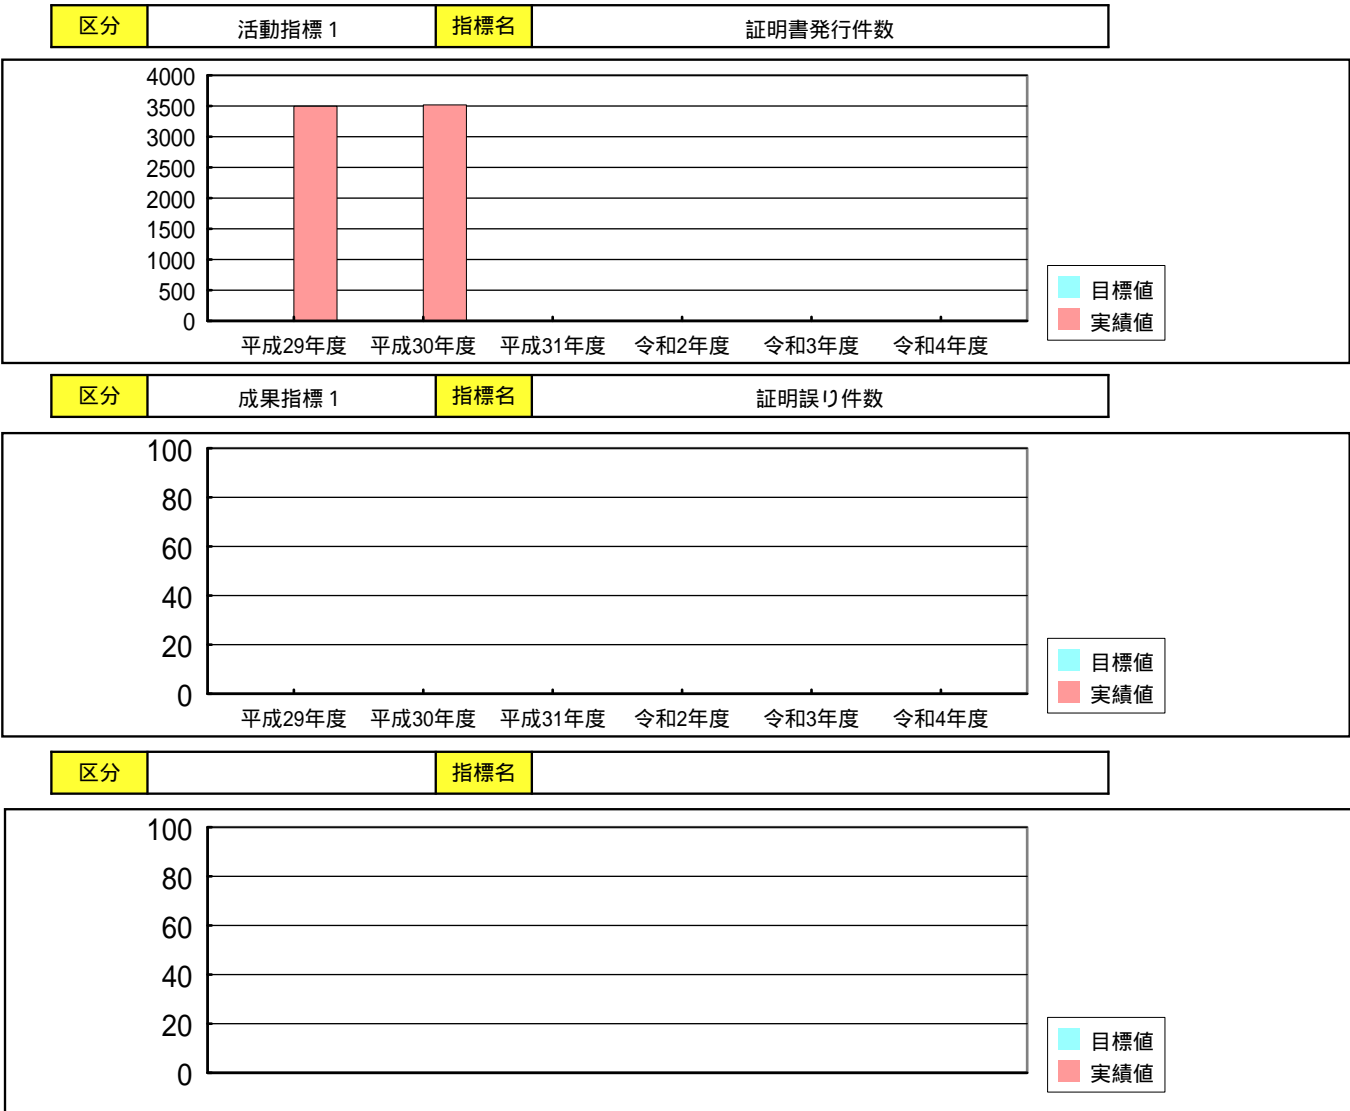 区分 活動指標1 指標名 証明書発行件数
4000
3500
3000
2500
2000
1500
1000
500
0
平成29年度 平成30年度 平成31年度 令和2年度 令和3年度 令和4年度
目標値
実績値
区分 成果指標1 指標名 証明誤り件数
100
80
60
40
20
0
平成29年度 平成30年度 平成31年度 令和2年度 令和3年度 令和4年度
目標値
実績値
区分 指標名
100
80
60
40
20
0
目標値
実績値